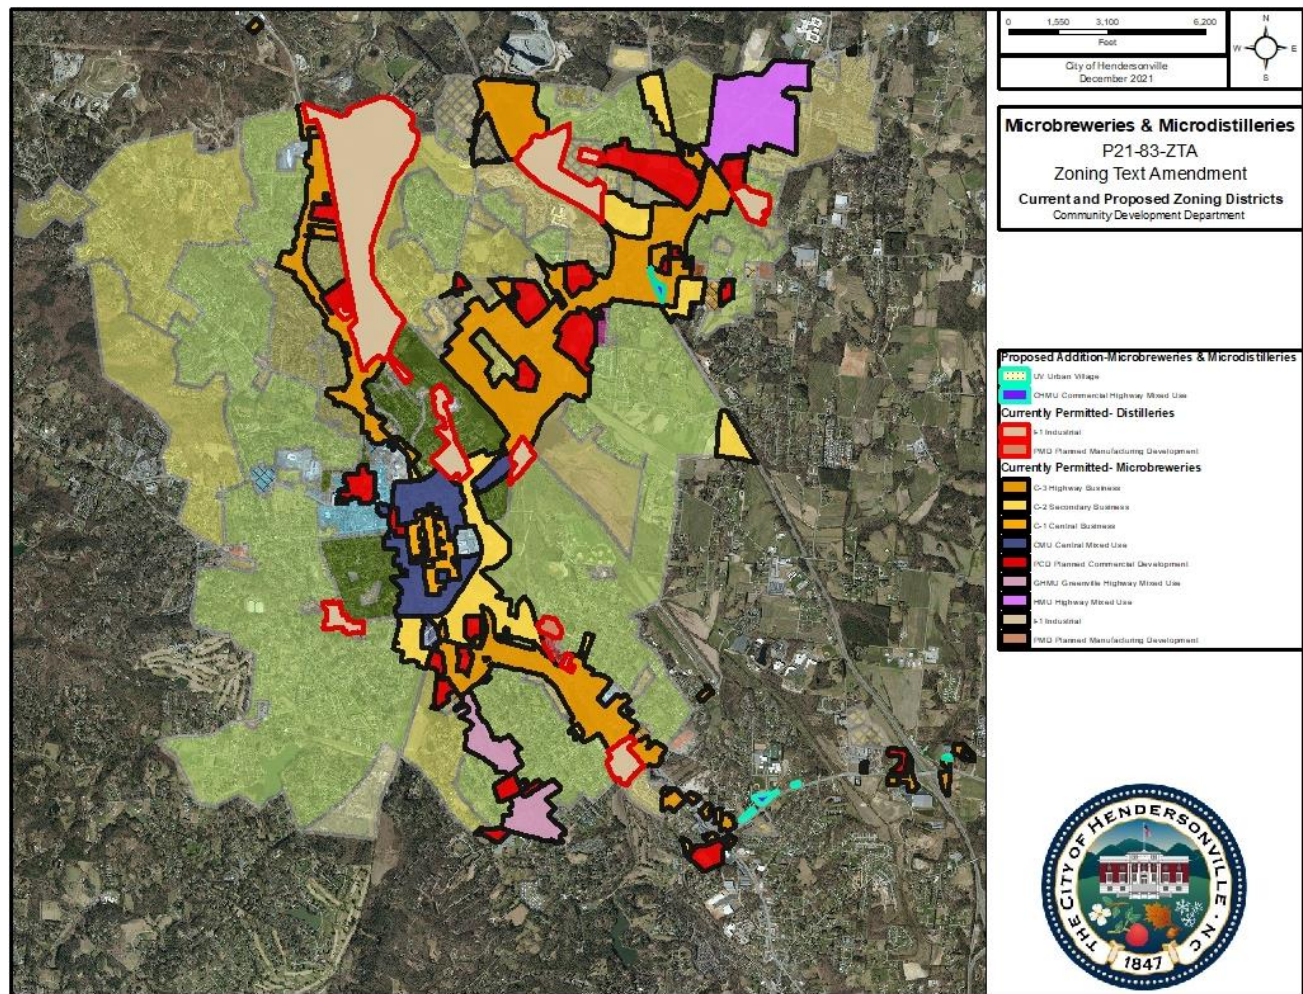 0 1,550 3,100 6,200
Feet
N
W E
S
City of Hendersonville
December 2021
Microbreweries & Microdistilleries
P21-83-ZTA
Zoning Text Amendment
Current and Proposed Zoning Districts
Community Development Department
Proposed Addition-Microbreweries & Microdistilleries
UV Urban Village
CHMU Commercial Highway Mixed Use
Currently Permitted- Distilleries
I-1 Industrial
PMD Planned Manufacturing Development
Currently Permitted- Microbreweries
C-3 Highway Business
C-2 Secondary Business
C-1 Central Business
CMU Central Mixed Use
PCD Planned Commercial Development
GHMU Greenville Highway Mixed Use
HMU Highway Mixed Use
I-1 Industrial
PMD Planned Manufacturing Development
THE CITY OF HENDERSONVILLE · NC
1847